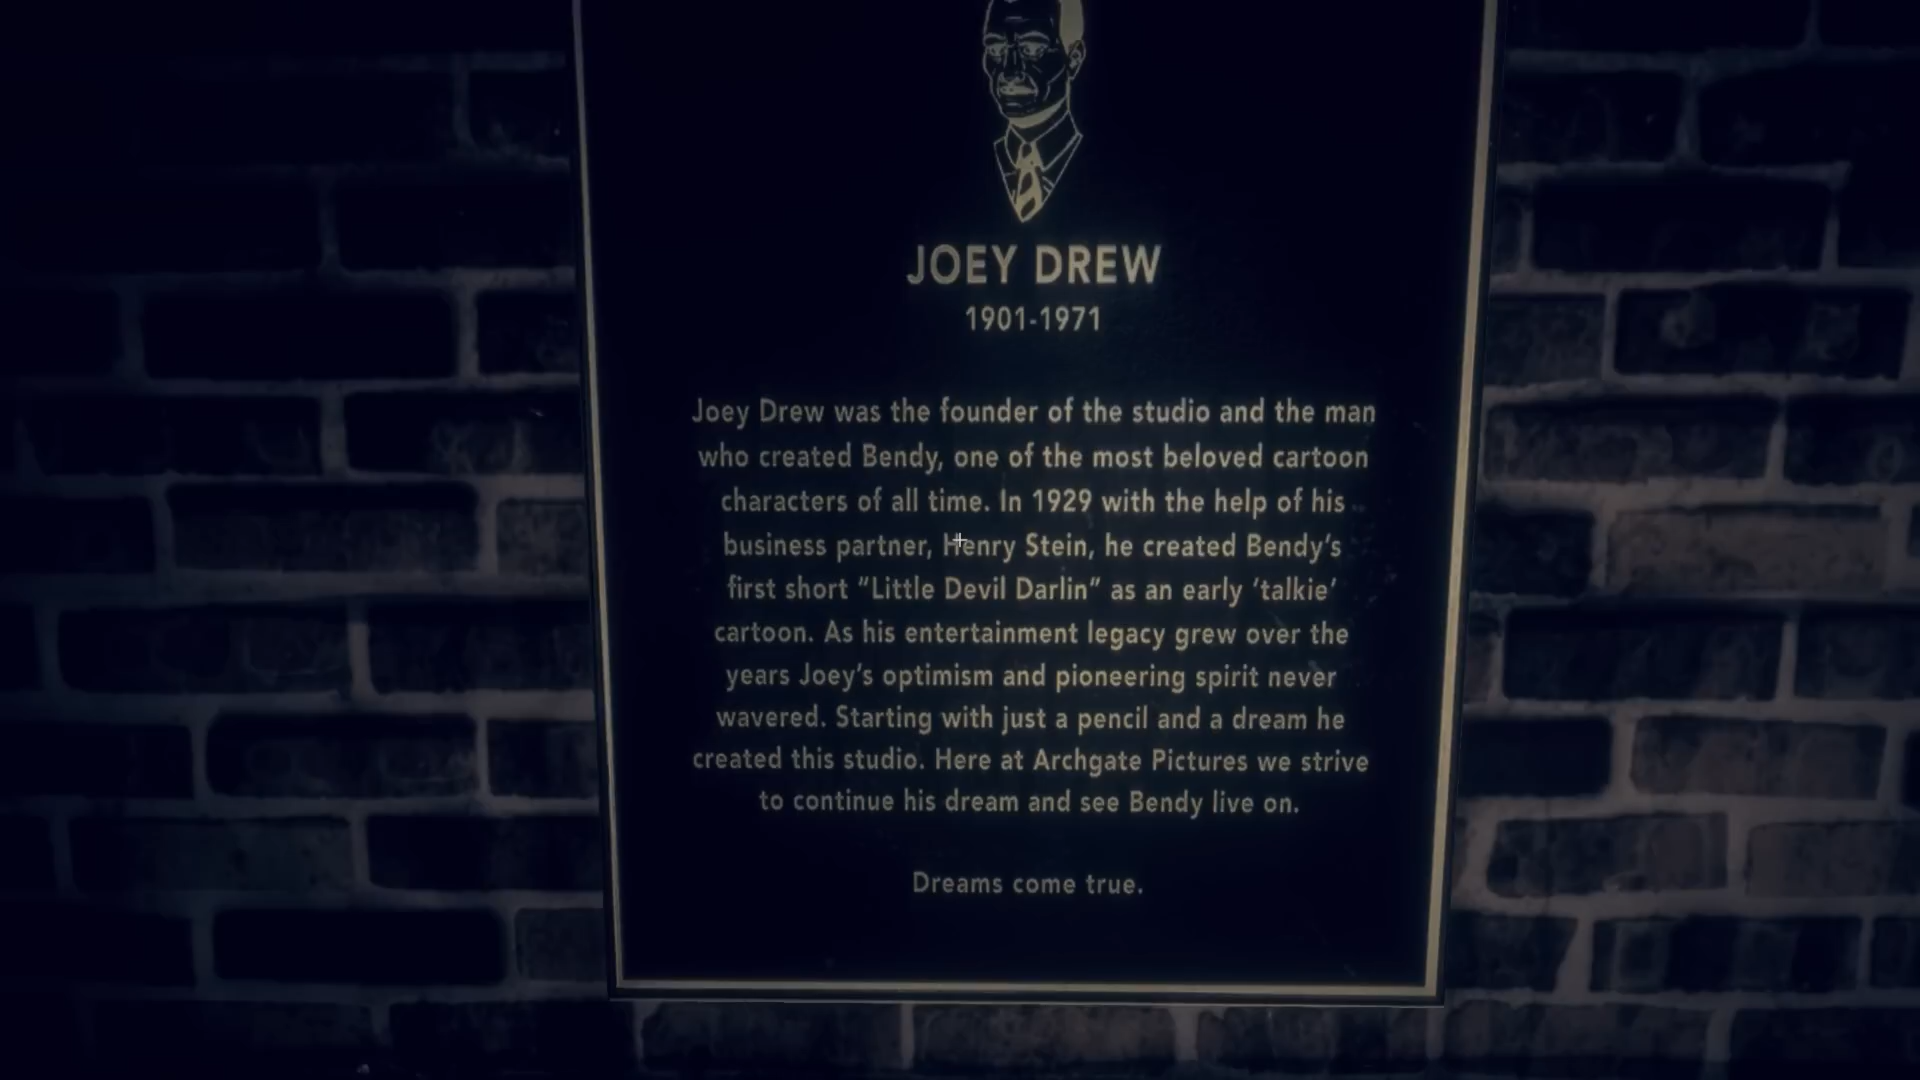 JOEY DREW
1901-1971
Joey Drew was the founder of the studio and the man
who created Bendy, one of the most beloved cartoon
characters of all time. In 1929 with the help of his
business partner, Henry Stein, he created Bendy's
first short “Little Devil Darlin” as an early ‘talkie’
cartoon. As his entertainment legacy grew over the
years Joey's optimism and pioneering spirit never
wavered. Starting with just a pencil and a dream he
created this studio. Here at Archgate Pictures we strive
to continue his dream and see Bendy live on.
Dreams come true.